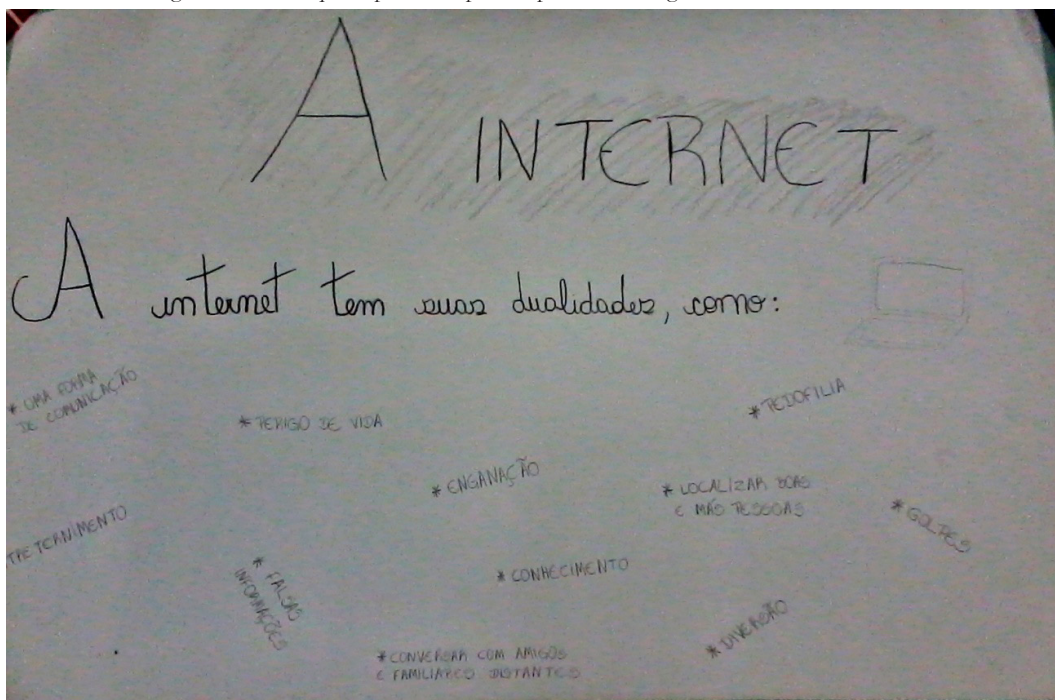 A INTERNET
A internet tem suas dualidades, como:
* UMA FORMA
DE COMUNICAÇÃO
* PERIGO DE VIDA
* PEDOFILIA
* ENGANAÇÃO
* LOCALIZAR BOAS
E MÁS PESSOAS
* GOLPES
TRETERNIMENTO
* FALSAS
INFORMAÇÕES
* CONHECIMENTO
* DIVERSÃO
* CONVERSAR COM AMIGOS
E FAMILIARES DISTANTES